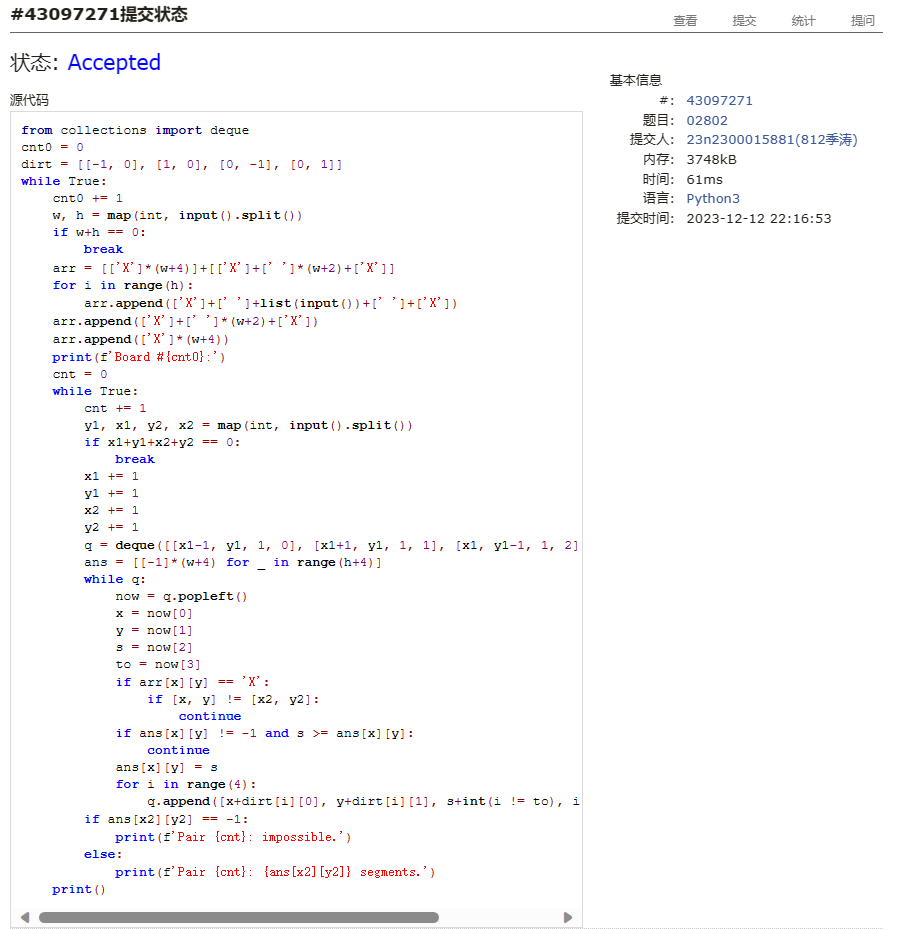 #43097271提交状态
查看 提交 统计 提问
状态: Accepted
源代码
from collections import deque
cnt0 = 0
dirt = [[-1, 0], [1, 0], [0, -1], [0, 1]]
while True:
    cnt0 += 1
    w, h = map(int, input().split())
    if w+h == 0:
        break
    arr = [['X']*(w+4)]+[['X']+[' ']*(w+2)+['X']]
    for i in range(h):
        arr.append(['X']+[' ']+list(input())+[' ']+['X'])
    arr.append(['X']+[' ']*(w+2)+['X'])
    arr.append(['X']*(w+4))
    print(f'Board #{cnt0}:')
    cnt = 0
    while True:
        cnt += 1
        y1, x1, y2, x2 = map(int, input().split())
        if x1+y1+x2+y2 == 0:
            break
        x1 += 1
        y1 += 1
        x2 += 1
        y2 += 1
        q = deque([[x1-1, y1, 1, 0], [x1+1, y1, 1, 1], [x1, y1-1, 1, 2]
        ans = [[-1]*(w+4) for _ in range(h+4)]
        while q:
            now = q.popleft()
            x = now[0]
            y = now[1]
            s = now[2]
            to = now[3]
            if arr[x][y] == 'X':
                if [x, y] != [x2, y2]:
                    continue
            if ans[x][y] != -1 and s >= ans[x][y]:
                continue
            ans[x][y] = s
            for i in range(4):
                q.append([x+dirt[i][0], y+dirt[i][1], s+int(i != to), i
        if ans[x2][y2] == -1:
            print(f'Pair {cnt}: impossible.')
        else:
            print(f'Pair {cnt}: {ans[x2][y2]} segments.')
    print()
基本信息
#: 43097271
题目: 02802
提交人: 23n2300015881(812季涛)
内存: 3748kB
时间: 61ms
语言: Python3
提交时间: 2023-12-12 22:16:53